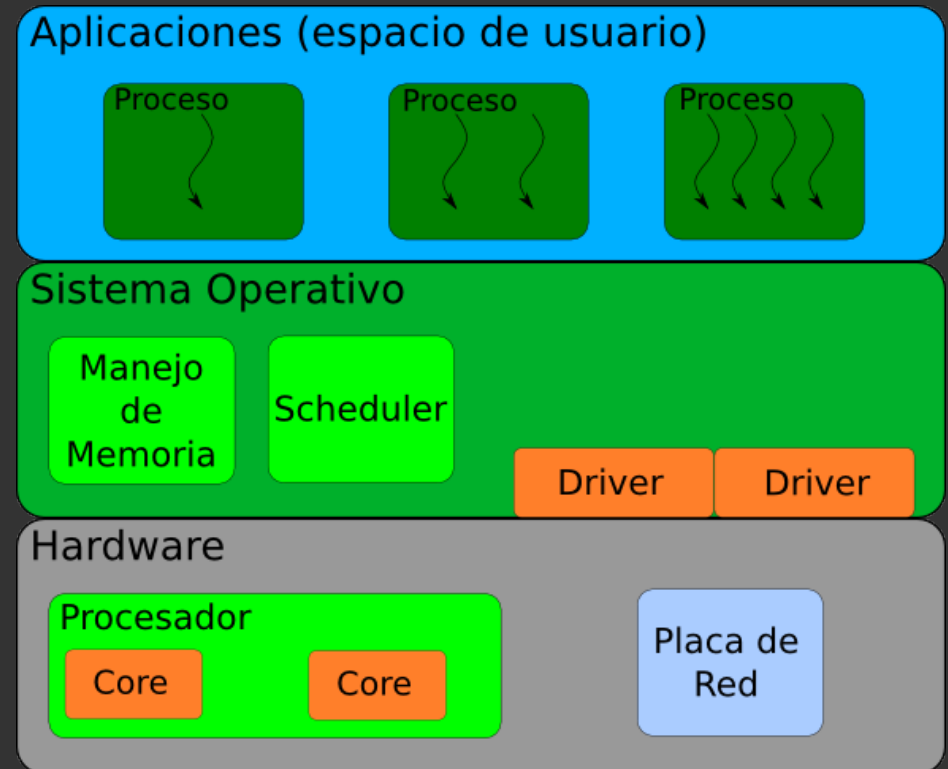 Aplicaciones (espacio de usuario)
Proceso
Proceso
Proceso
Sistema Operativo
Manejo
de
Memoria
Scheduler
Driver
Driver
Hardware
Procesador
Core
Core
Placa de
Red